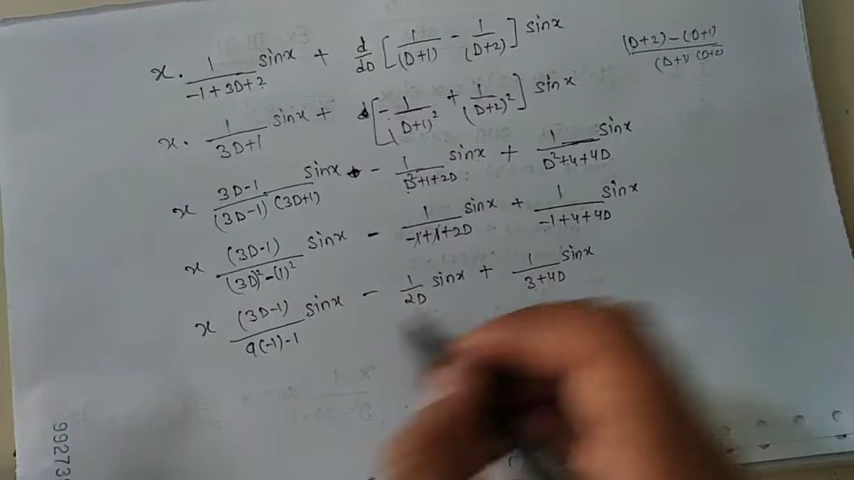 x · 1/(-1+3D+2) sinx + d/dD [1/(D+1) - 1/(D+2)] sinx
((D+2)-(D+1))/((D+1)(D+2))
x · 1/(3D+1) sinx + [-1/(D+1)² + 1/(D+2)²] sinx
x (3D-1)/((3D-1)(3D+1)) sinx - 1/(D²+1+2D) sinx + 1/(D²+4+4D) sinx
x (3D-1)/((3D)²-(1)²) sinx - 1/(-1+1+2D) sinx + 1/(-1+4+4D) sinx
x (3D-1)/(9(-1)-1) sinx - 1/2D sinx + 1/(3+4D) sinx